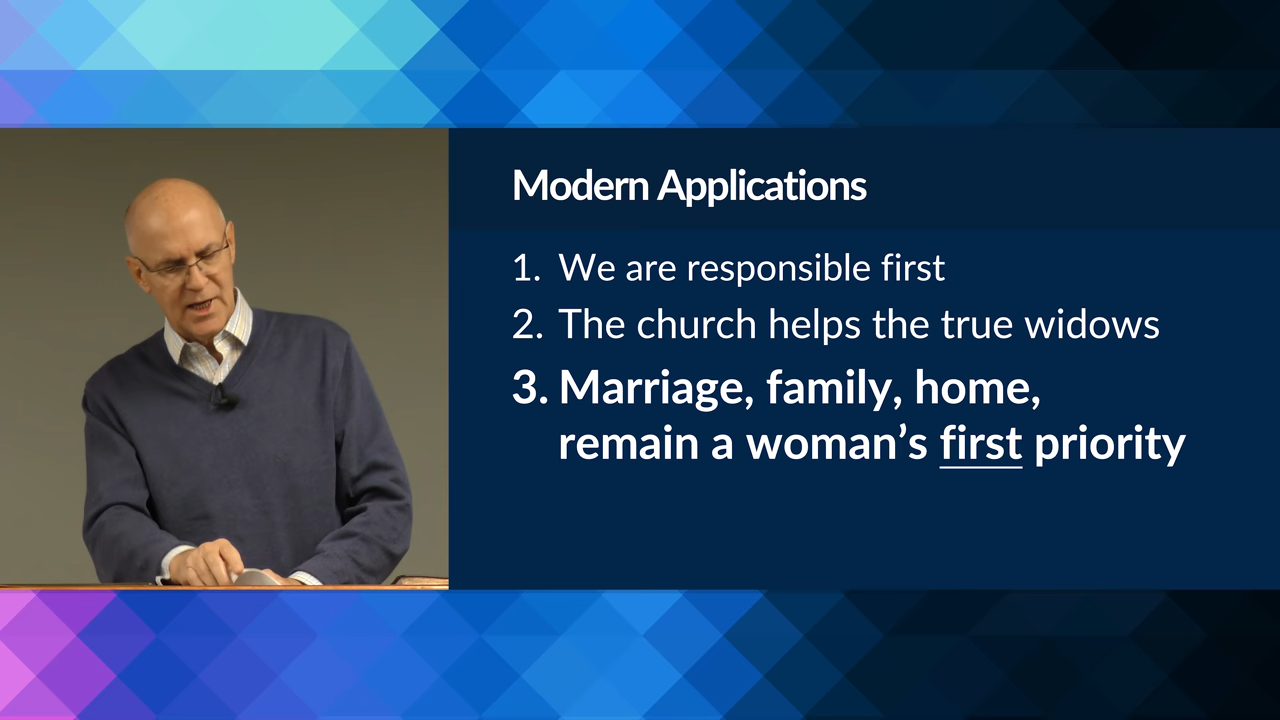 Modern Applications
1. We are responsible first
2. The church helps the true widows
3. Marriage, family, home,
remain a woman’s first priority